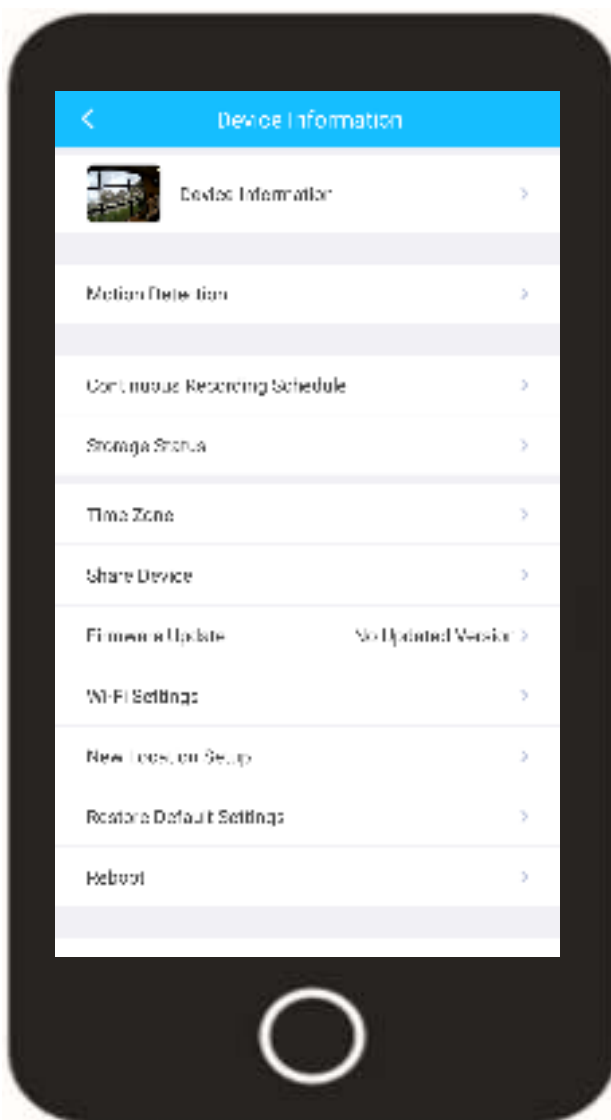 Device Information
Device Information
Motion Detection
Continuous Recording Schedule
Storage Status
Time Zone
Share Device
Firmware Update No Updated Version
Wi-Fi Settings
New Location Setup
Restore Default Settings
Reboot